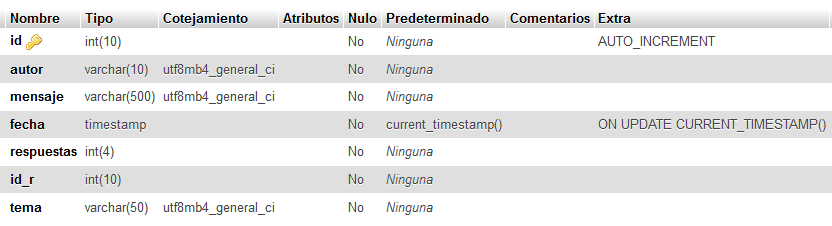 Nombre Tipo Cotejamiento Atributos Nulo Predeterminado Comentarios Extra
id int(10) No Ninguna AUTO_INCREMENT
autor varchar(10) utf8mb4_general_ci No Ninguna
mensaje varchar(500) utf8mb4_general_ci No Ninguna
fecha timestamp No current_timestamp() ON UPDATE CURRENT_TIMESTAMP()
respuestas int(4) No Ninguna
id_r int(10) No Ninguna
tema varchar(50) utf8mb4_general_ci No Ninguna